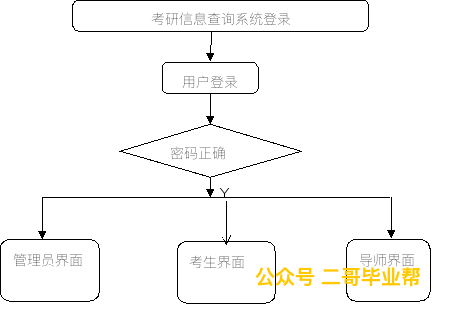 考研信息查询系统登录
用户登录
密码正确
Y
管理员界面
考生界面
导师界面
公众号 二哥毕业帮